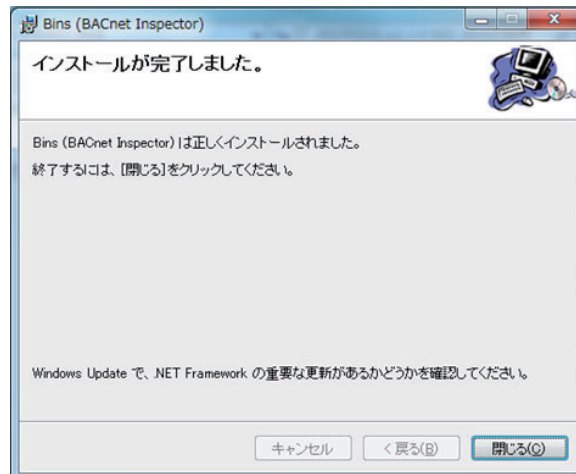 Bins (BACnet Inspector)
インストールが完了しました。
Bins (BACnet Inspector)は正しくインストールされました。
終了するには、[閉じる]をクリックしてください。
Windows Update で、.NET Framework の重要な更新があるかどうかを確認してください。
キャンセル
< 戻る(B)
閉じる(C)